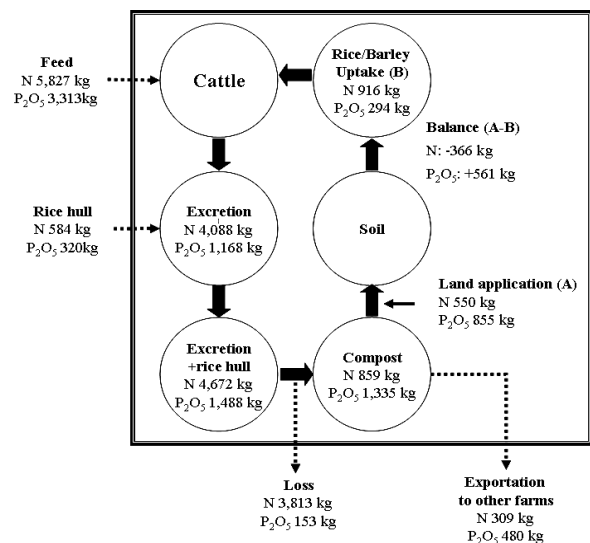 Feed
N 5,827 kg
P2O5 3,313kg
Cattle
Rice/Barley
Uptake (B)
N 916 kg
P2O5 294 kg
Balance (A-B)
N: -366 kg
P2O5: +561 kg
Rice hull
N 584 kg
P2O5 320kg
Excretion
N 4,088 kg
P2O5 1,168 kg
Soil
Land application (A)
N 550 kg
P2O5 855 kg
Excretion
+rice hull
N 4,672 kg
P2O5 1,488 kg
Compost
N 859 kg
P2O5 1,335 kg
Loss
N 3,813 kg
P2O5 153 kg
Exportation
to other farms
N 309 kg
P2O5 480 kg